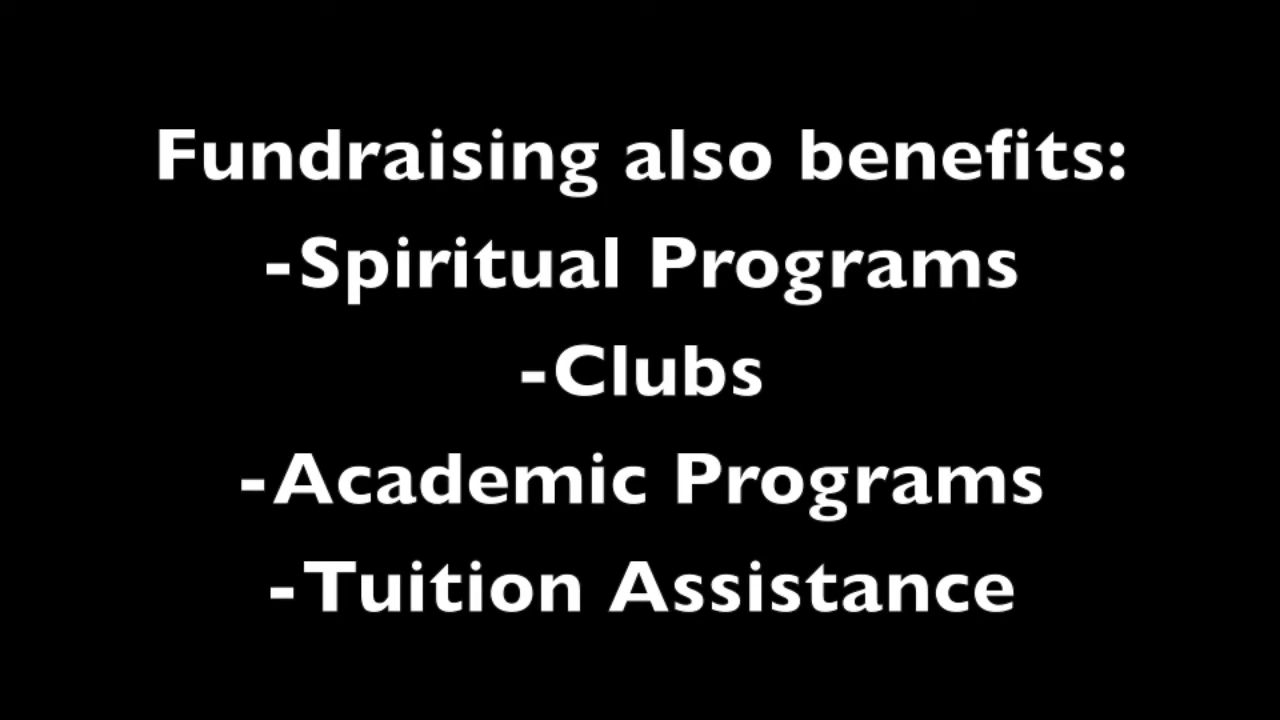 Fundraising also benefits:
-Spiritual Programs
-Clubs
-Academic Programs
-Tuition Assistance